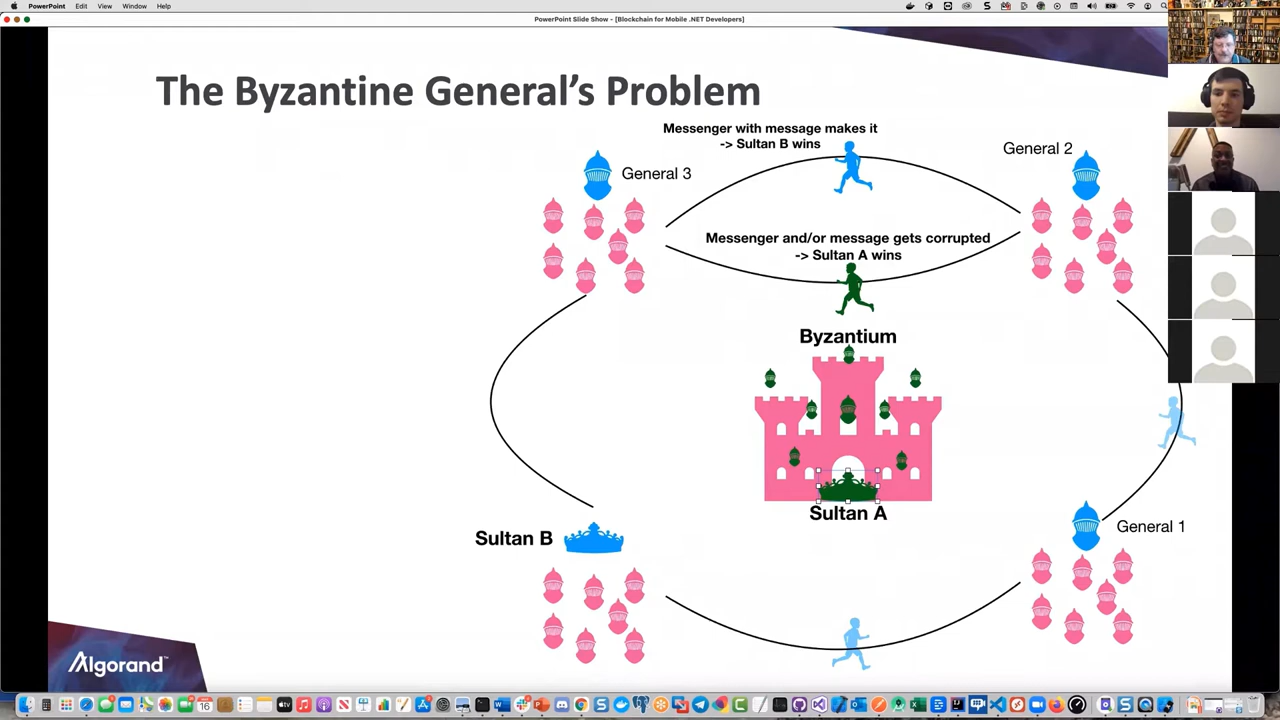 PowerPoint File Edit View Window Help
PowerPoint Slide Show - [Blockchain for Mobile .NET Developers]
The Byzantine General's Problem
Messenger with message makes it
-> Sultan B wins
General 2
General 3
Messenger and/or message gets corrupted
-> Sultan A wins
Byzantium
Sultan A
General 1
Sultan B
Algorand™